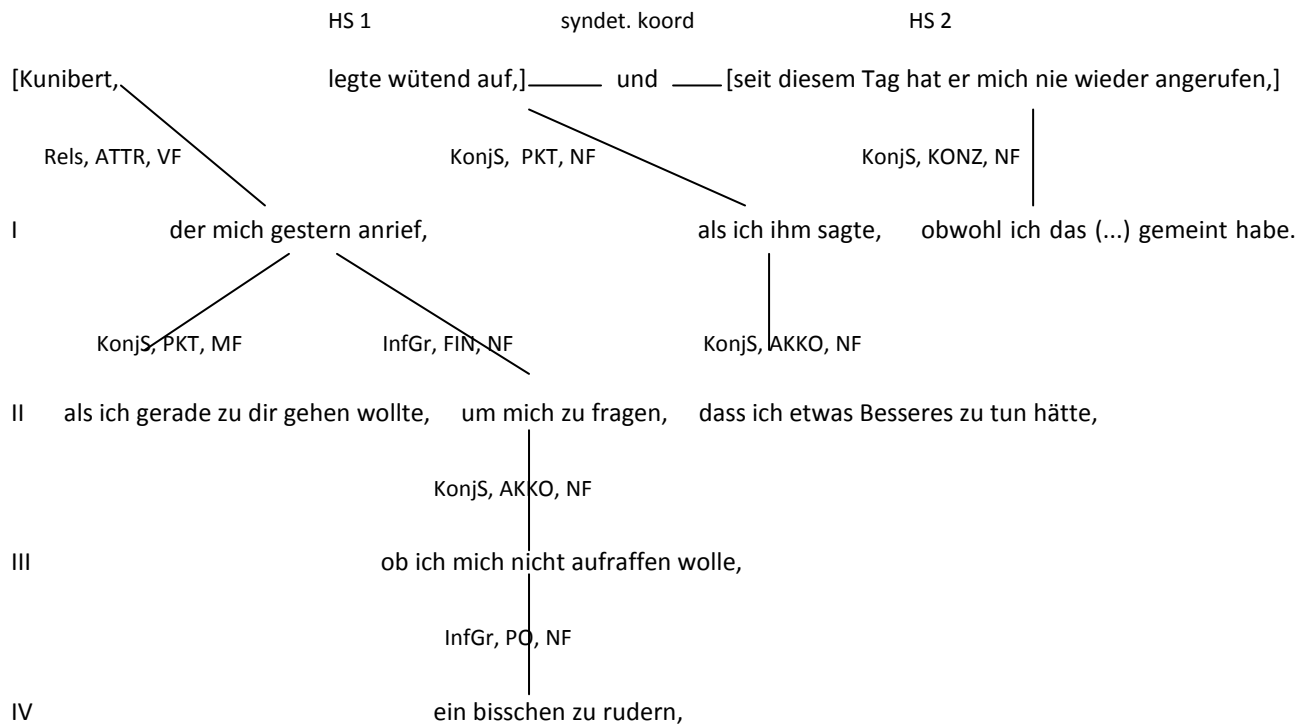 HS 1 syndet. koord HS 2
[Kunibert, legte wütend auf,] und [seit diesem Tag hat er mich nie wieder angerufen,]
Rels, ATTR, VF KonjS, PKT, NF KonjS, KONZ, NF
I der mich gestern anrief, als ich ihm sagte, obwohl ich das (...) gemeint habe.
KonjS, PKT, MF InfGr, FIN, NF KonjS, AKKO, NF
II als ich gerade zu dir gehen wollte, um mich zu fragen, dass ich etwas Besseres zu tun hätte,
KonjS, AKKO, NF
III ob ich mich nicht aufraffen wolle,
InfGr, PO, NF
IV ein bisschen zu rudern,